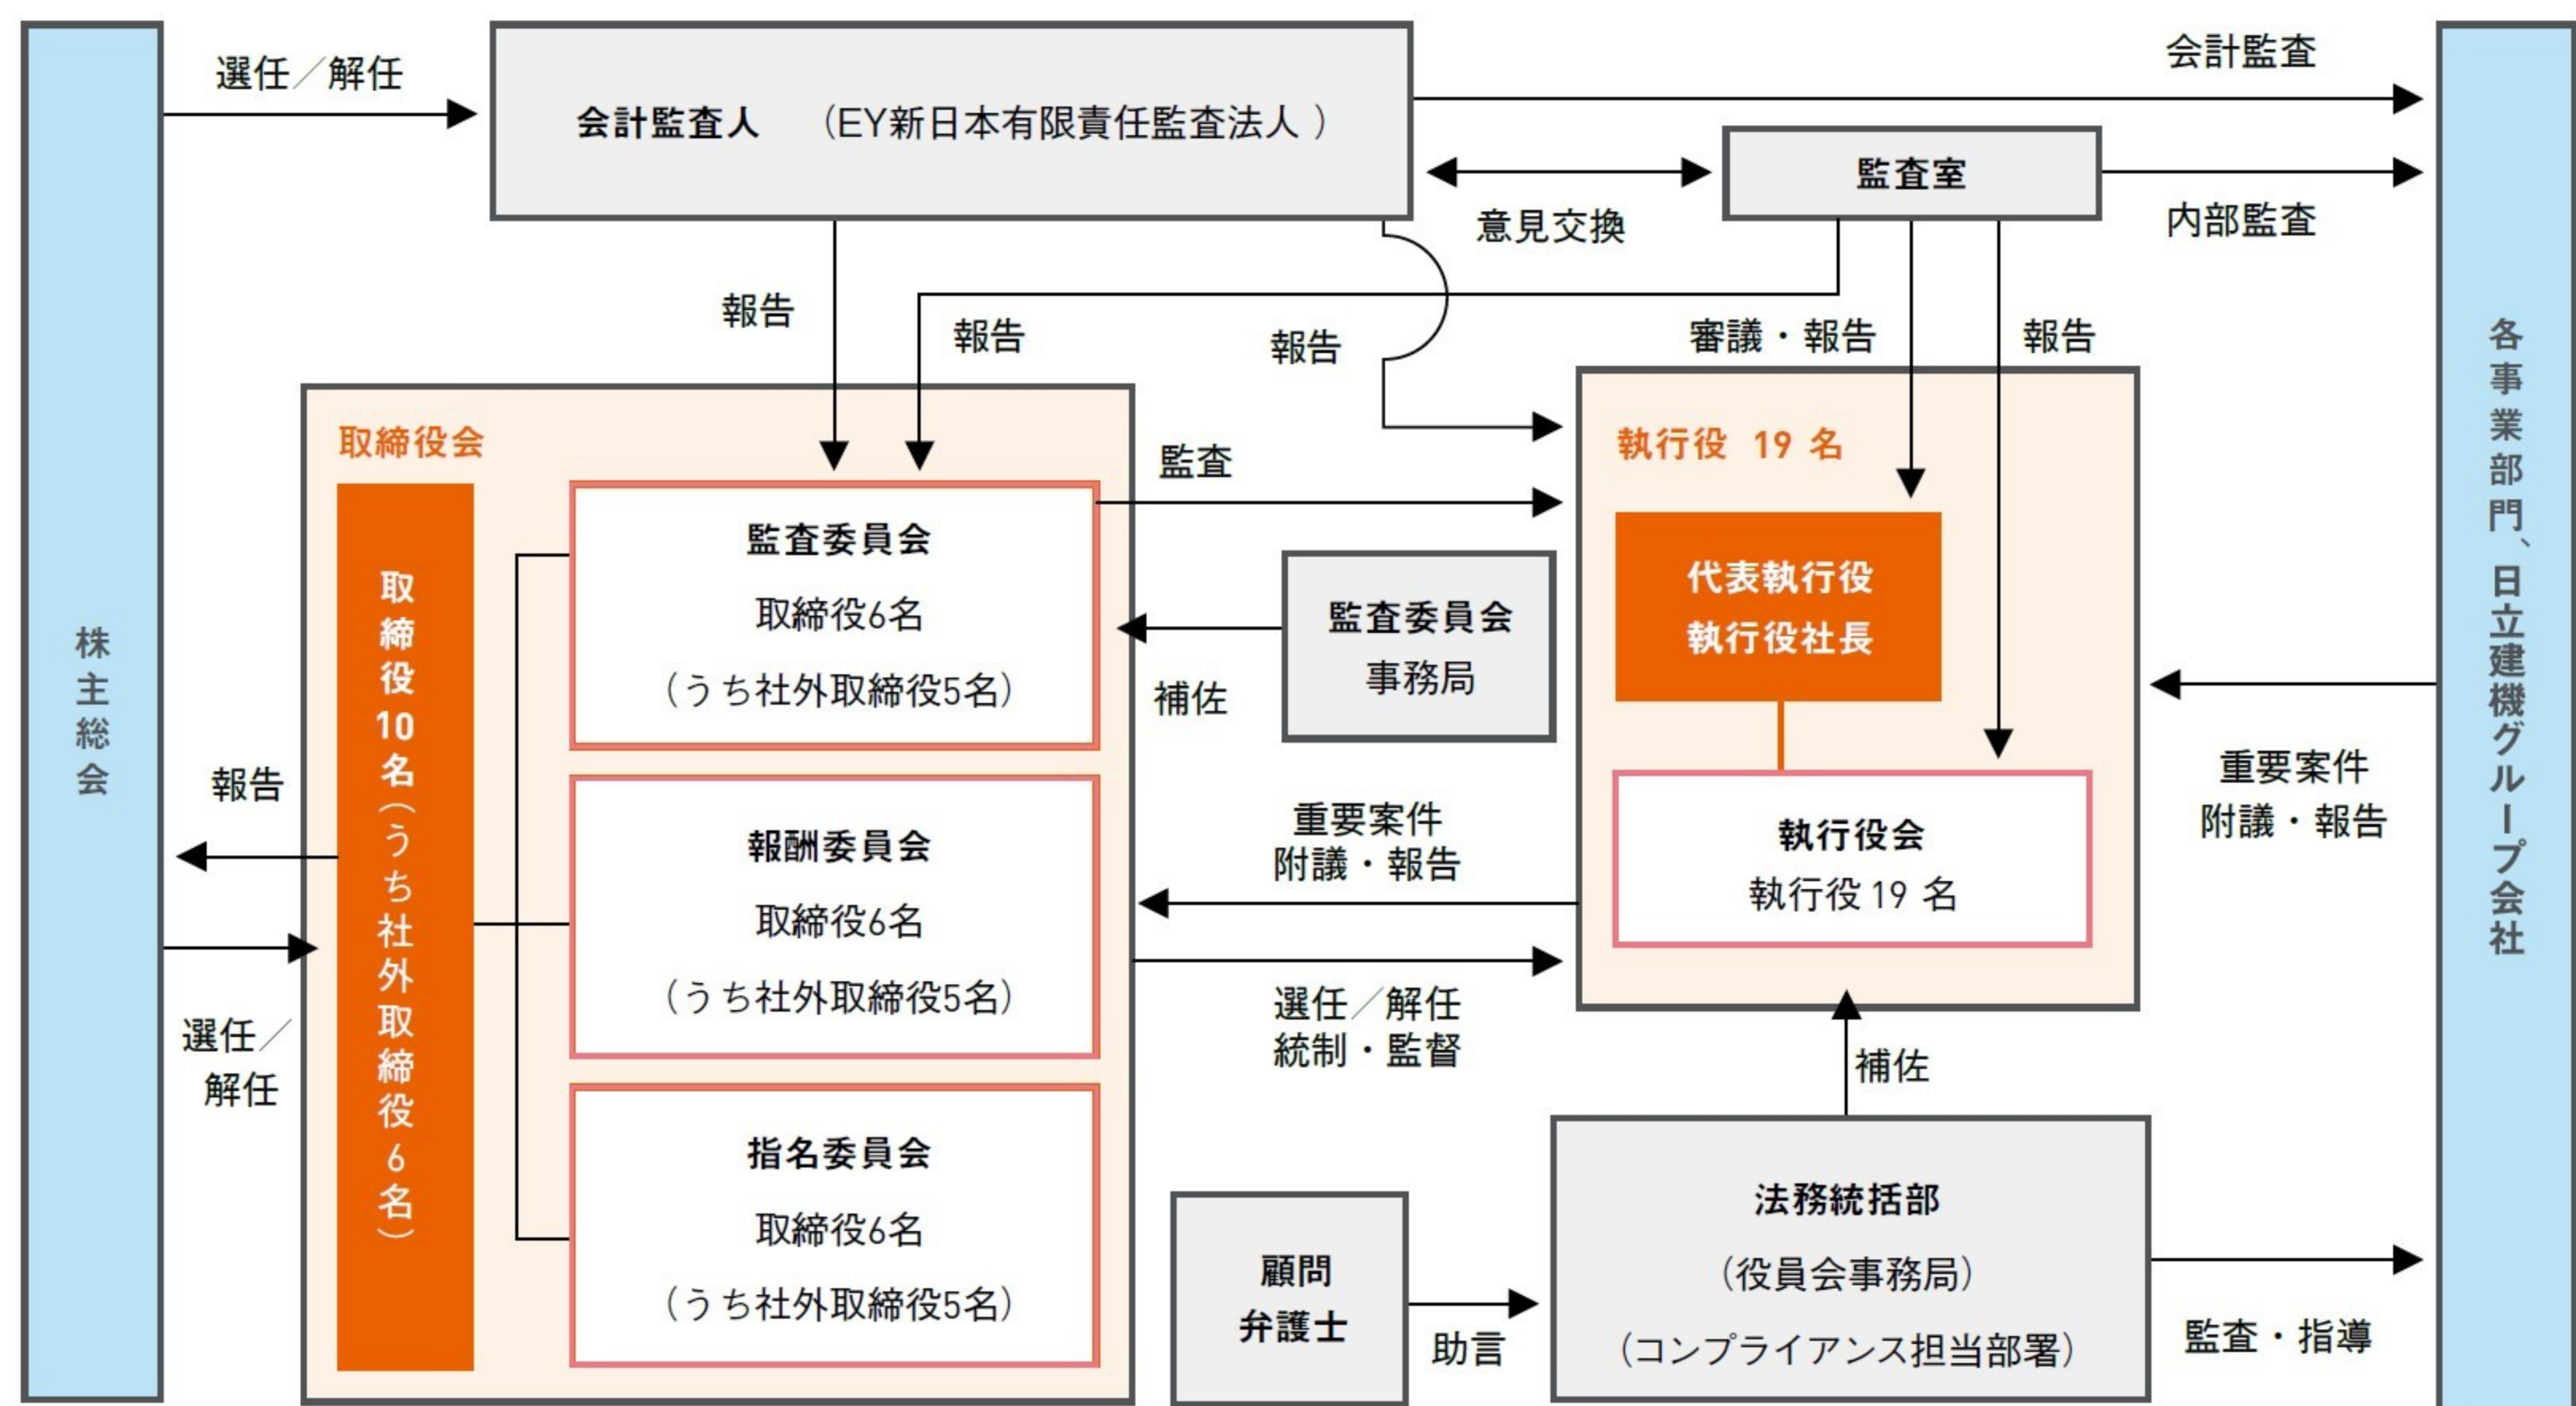 選任／解任
会計監査人 （EY新日本有限責任監査法人 ）
会計監査
監査室
意見交換
内部監査
報告
報告
報告
審議・報告
報告
株主総会
取締役会
取締役10名（うち社外取締役6名）
監査委員会
取締役6名
（うち社外取締役5名）
報酬委員会
取締役6名
（うち社外取締役5名）
指名委員会
取締役6名
（うち社外取締役5名）
報告
選任／
解任
監査
監査委員会
事務局
補佐
重要案件
附議・報告
選任／解任
統制・監督
執行役 19 名
代表執行役
執行役社長
執行役会
執行役 19 名
重要案件
附議・報告
補佐
顧問
弁護士
助言
法務統括部
（役員会事務局）
（コンプライアンス担当部署）
監査・指導
各事業部門、日立建機グループ会社